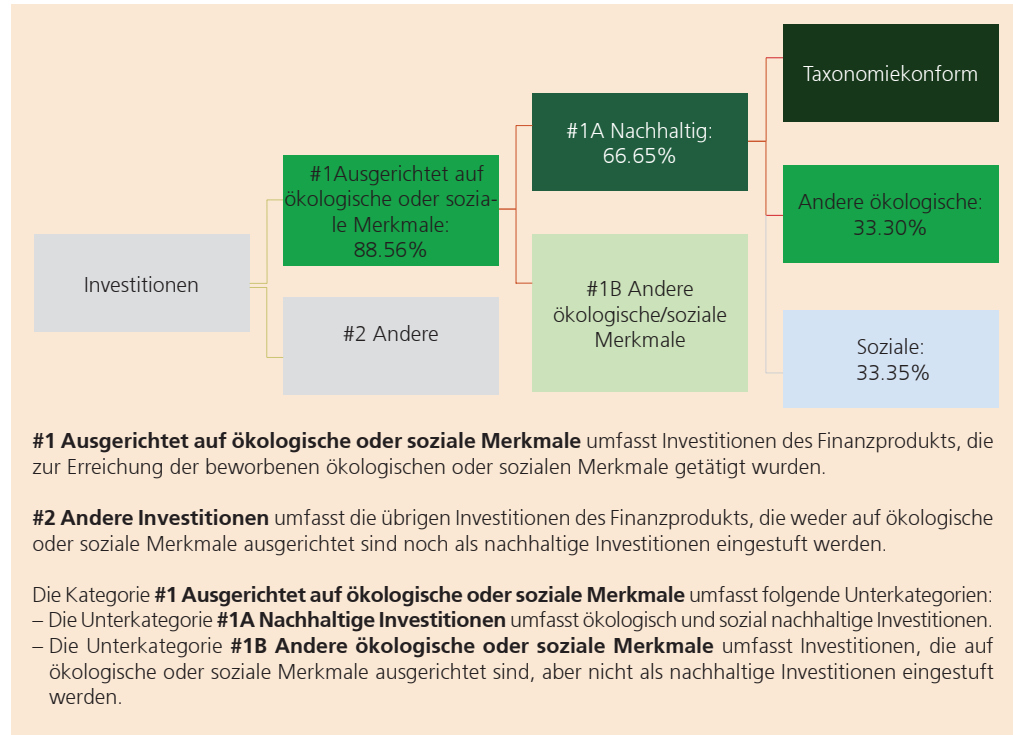 Investitionen
#1Ausgerichtet auf
ökologische oder sozia-
le Merkmale:
88.56%
#2 Andere
#1A Nachhaltig:
66.65%
#1B Andere
ökologische/soziale
Merkmale
Taxonomiekonform
Andere ökologische:
33.30%
Soziale:
33.35%
#1 Ausgerichtet auf ökologische oder soziale Merkmale umfasst Investitionen des Finanzprodukts, die
zur Erreichung der beworbenen ökologischen oder sozialen Merkmale getätigt wurden.
#2 Andere Investitionen umfasst die übrigen Investitionen des Finanzprodukts, die weder auf ökologische
oder soziale Merkmale ausgerichtet sind noch als nachhaltige Investitionen eingestuft werden.
Die Kategorie #1 Ausgerichtet auf ökologische oder soziale Merkmale umfasst folgende Unterkategorien:
– Die Unterkategorie #1A Nachhaltige Investitionen umfasst ökologisch und sozial nachhaltige Investitionen.
– Die Unterkategorie #1B Andere ökologische oder soziale Merkmale umfasst Investitionen, die auf
ökologische oder soziale Merkmale ausgerichtet sind, aber nicht als nachhaltige Investitionen eingestuft
werden.